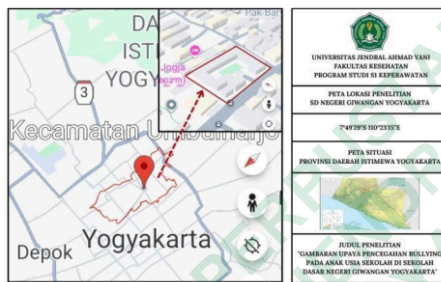 DA
IST
YOGY
3
Kecamatan Umbulharjo
Depok
Yogyakarta
Pak Bar
Jogja
UNIVERSITAS JENDRAL AHMAD YANI
FAKULTAS KESEHATAN
PROGRAM STUDI S1 KEPERAWATAN
PETA LOKASI PENELITIAN
SD NEGERI GIWANGAN YOGYAKARTA
7°49'29"S 110°23'15"E
PETA SITUASI
PROVINSI DAERAH ISTIMEWA YOGYAKARTA
JUDUL PENELITIAN
"GAMBARAN UPAYA PENCEGAHAN BULLYING
PADA ANAK USIA SEKOLAH DI SEKOLAH
DASAR NEGERI GIWANGAN YOGYAKARTA"